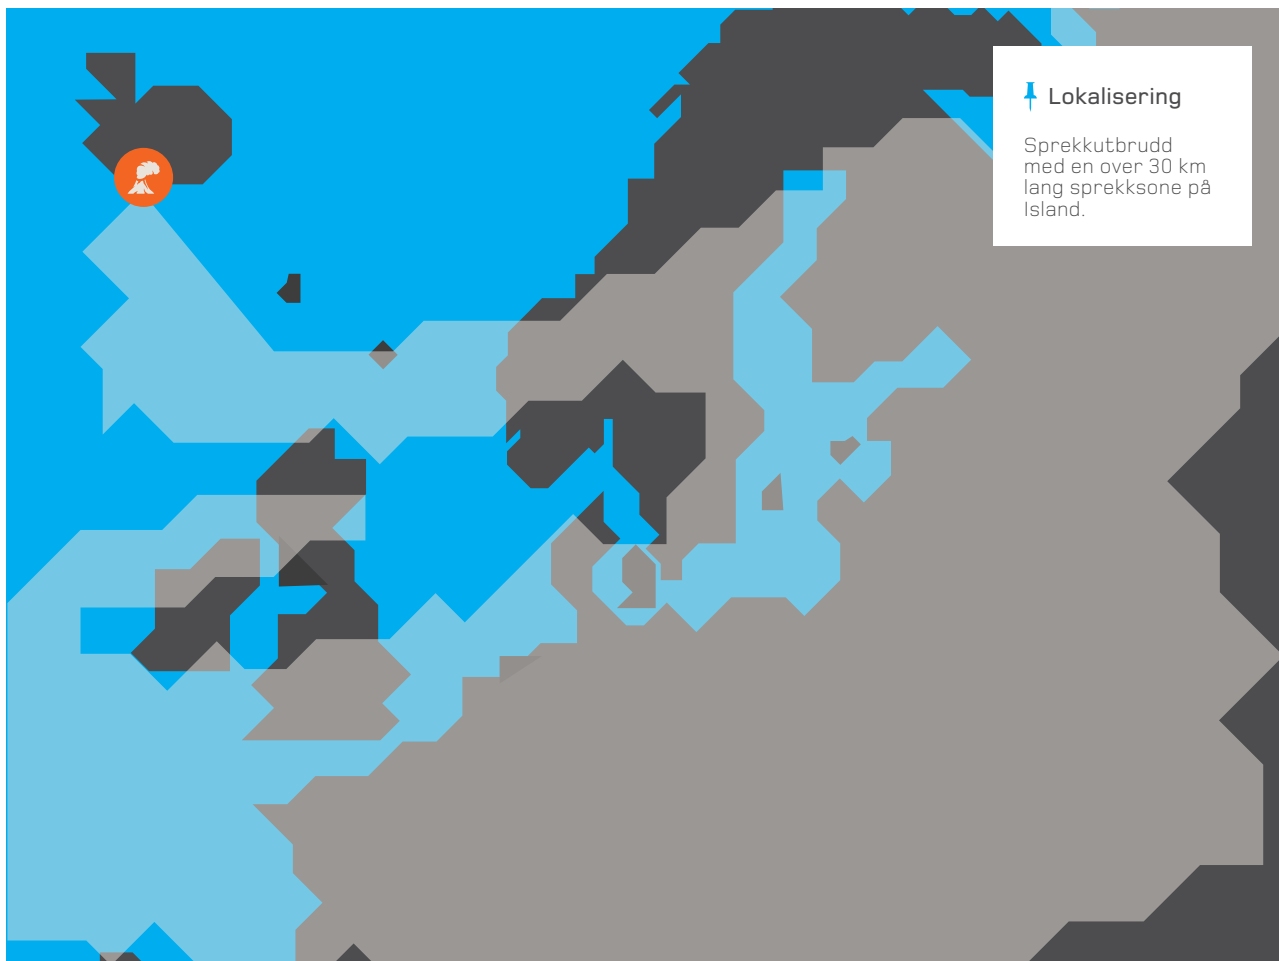 Lokalisering
Sprekkutbrudd
med en over 30 km
lang sprekksone på
Island.